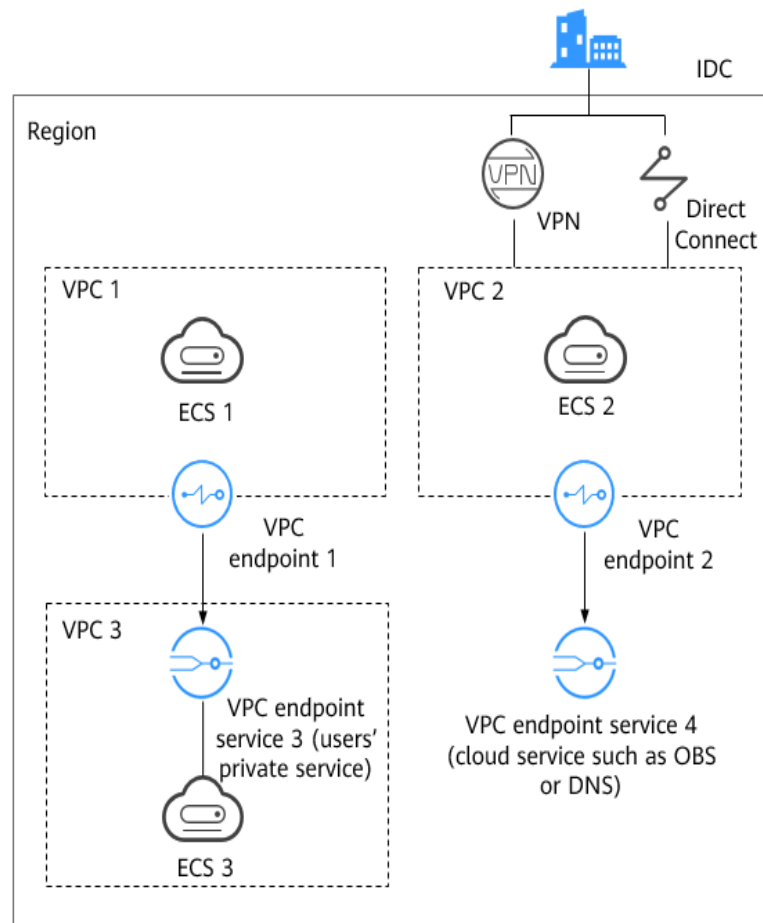 IDC
Region
VPN
VPN
Direct
Connect
VPC 1
VPC 2
ECS 1
ECS 2
VPC
endpoint 1
VPC
endpoint 2
VPC 3
VPC endpoint
service 3 (users’
private service)
VPC endpoint service 4
(cloud service such as OBS
or DNS)
ECS 3